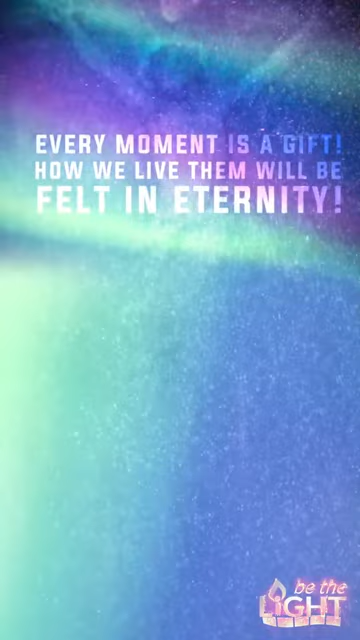 EVERY MOMENT IS A GIFT!
HOW WE LIVE THEM WILL BE
FELT IN ETERNITY!
be the
LiGHT